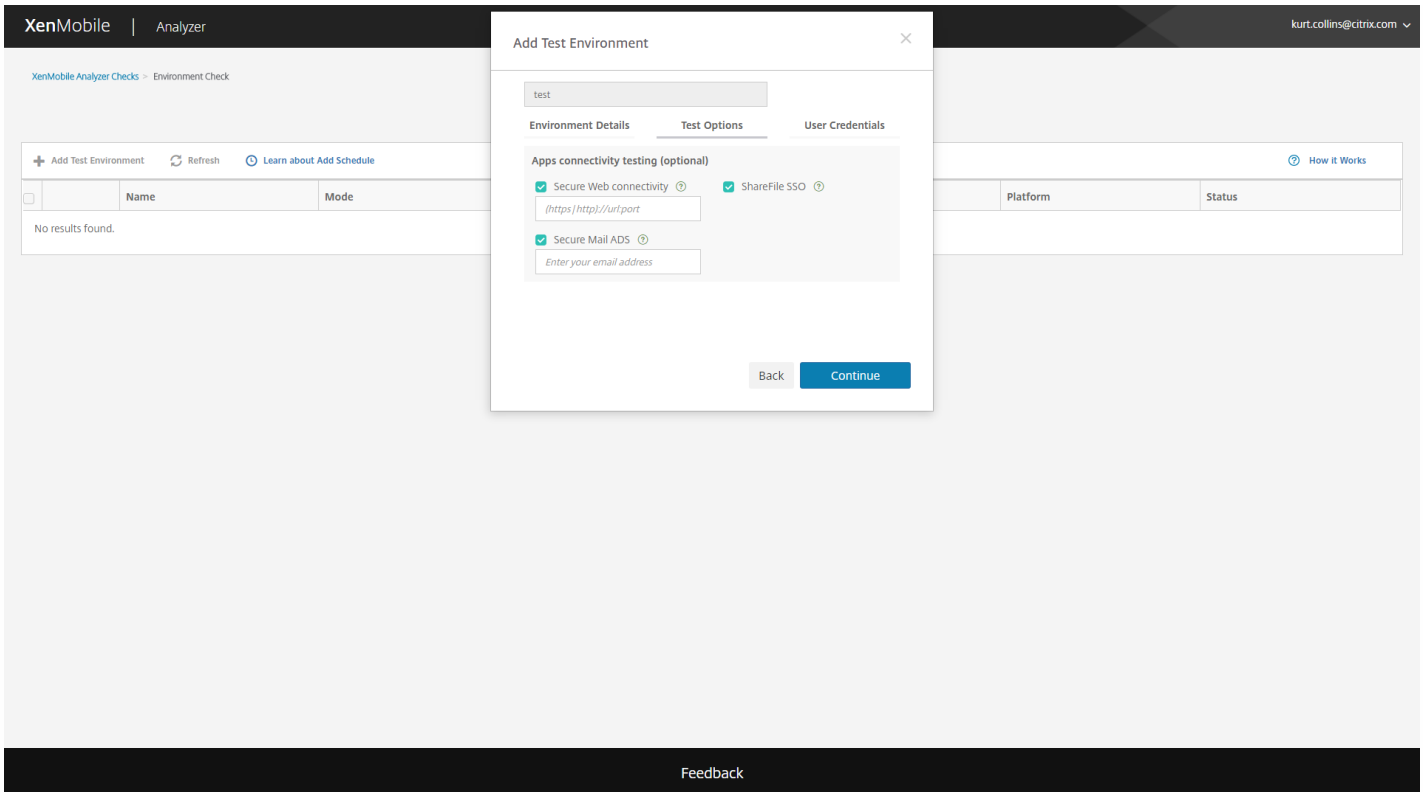 XenMobile | Analyzer
kurt.collins@citrix.com
XenMobile Analyzer Checks > Environment Check
Add Test Environment
test
Environment Details Test Options User Credentials
Add Test Environment Refresh Learn about Add Schedule
How it Works
Apps connectivity testing (optional)
Secure Web connectivity ? ShareFile SSO ?
(https|http)://url:port
Secure Mail ADS ?
Enter your email address
Name Mode Platform Status
No results found.
Back Continue
Feedback